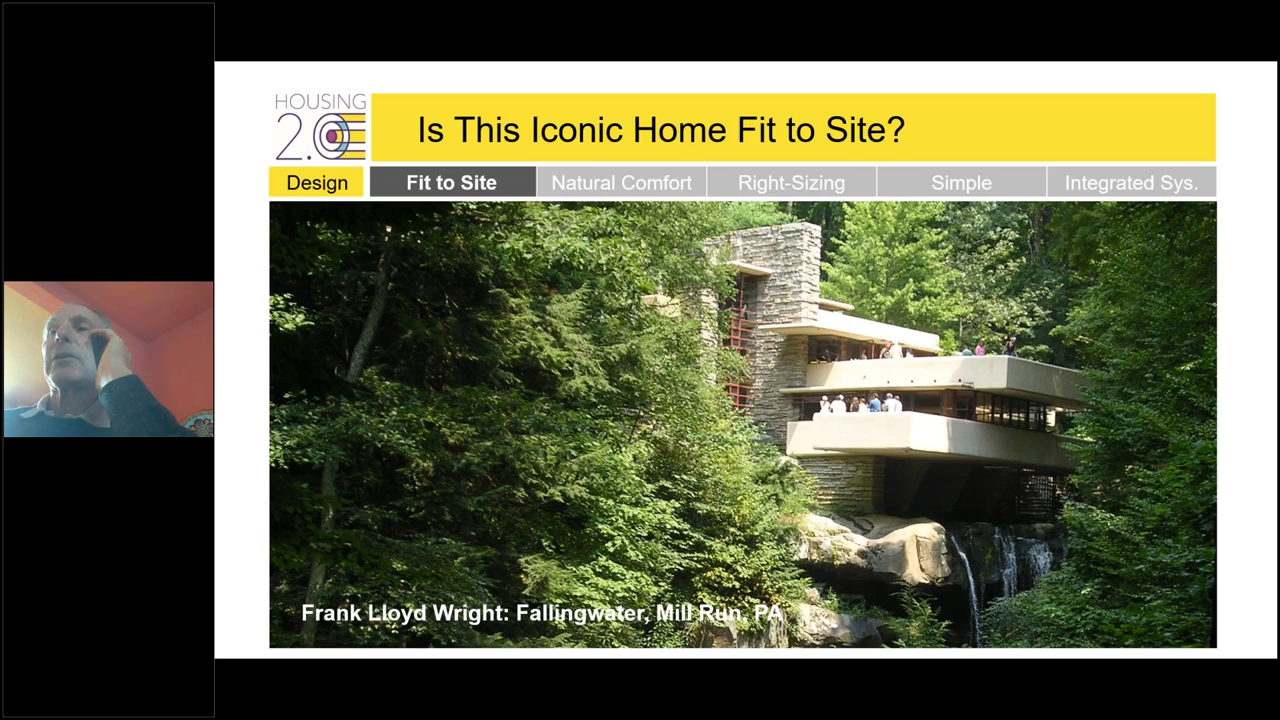 HOUSING
2.0
Is This Iconic Home Fit to Site?
Design
Fit to Site
Natural Comfort
Right-Sizing
Simple
Integrated Sys.
Frank Lloyd Wright: Fallingwater, Mill Run, PA